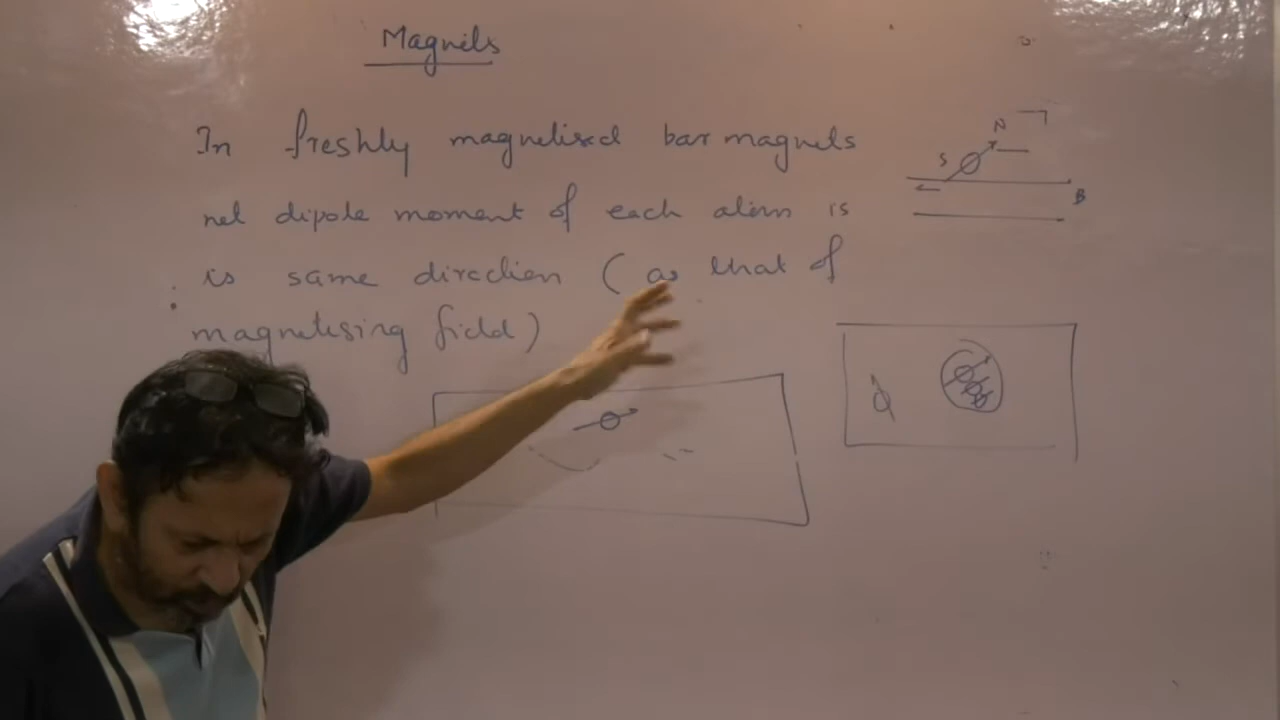 Magnets
In freshly magnetised bar magnets
net dipole moment of each atom is
is same direction (as that of
magnetising field)
N
S
B